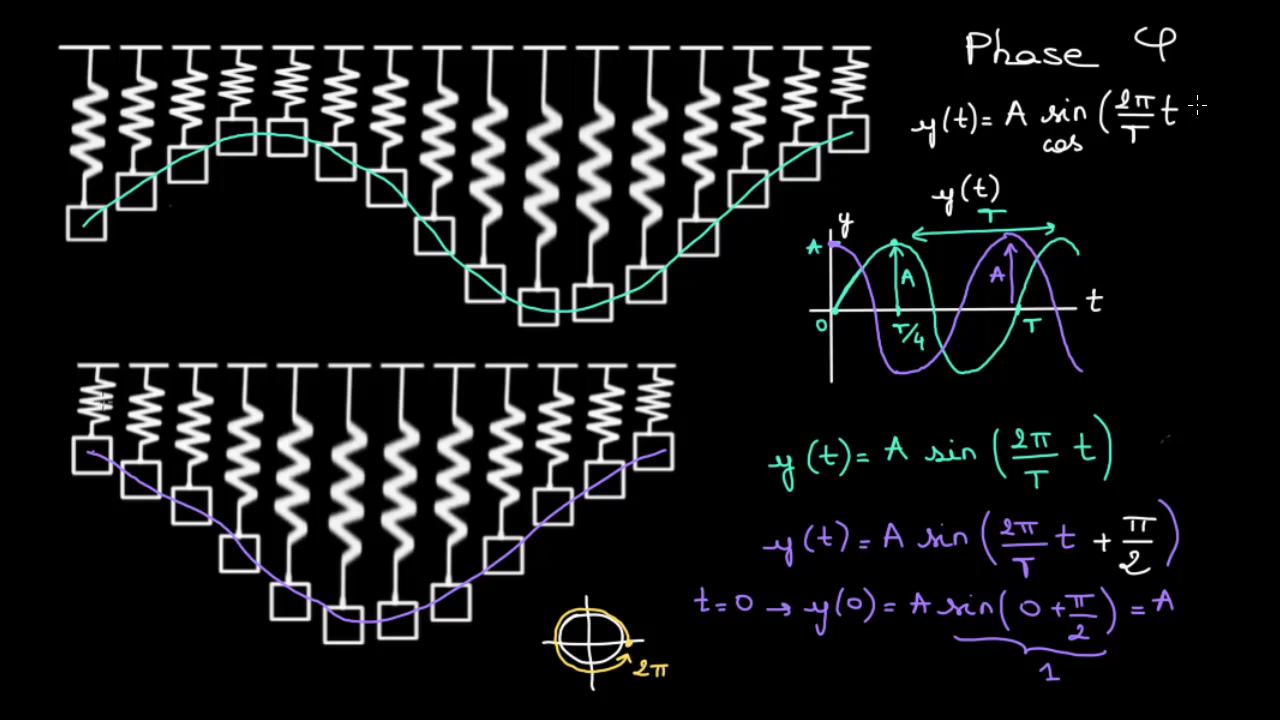 Phase φ
y(t) = A sin (2π/T t
cos
y(t)
T
y
A
A
A
0
T/4
T
t
y(t) = A sin (2π/T t)
y(t) = A sin (2π/T t + π/2)
t=0 → y(0) = A sin(0 + π/2) = A
1
2π